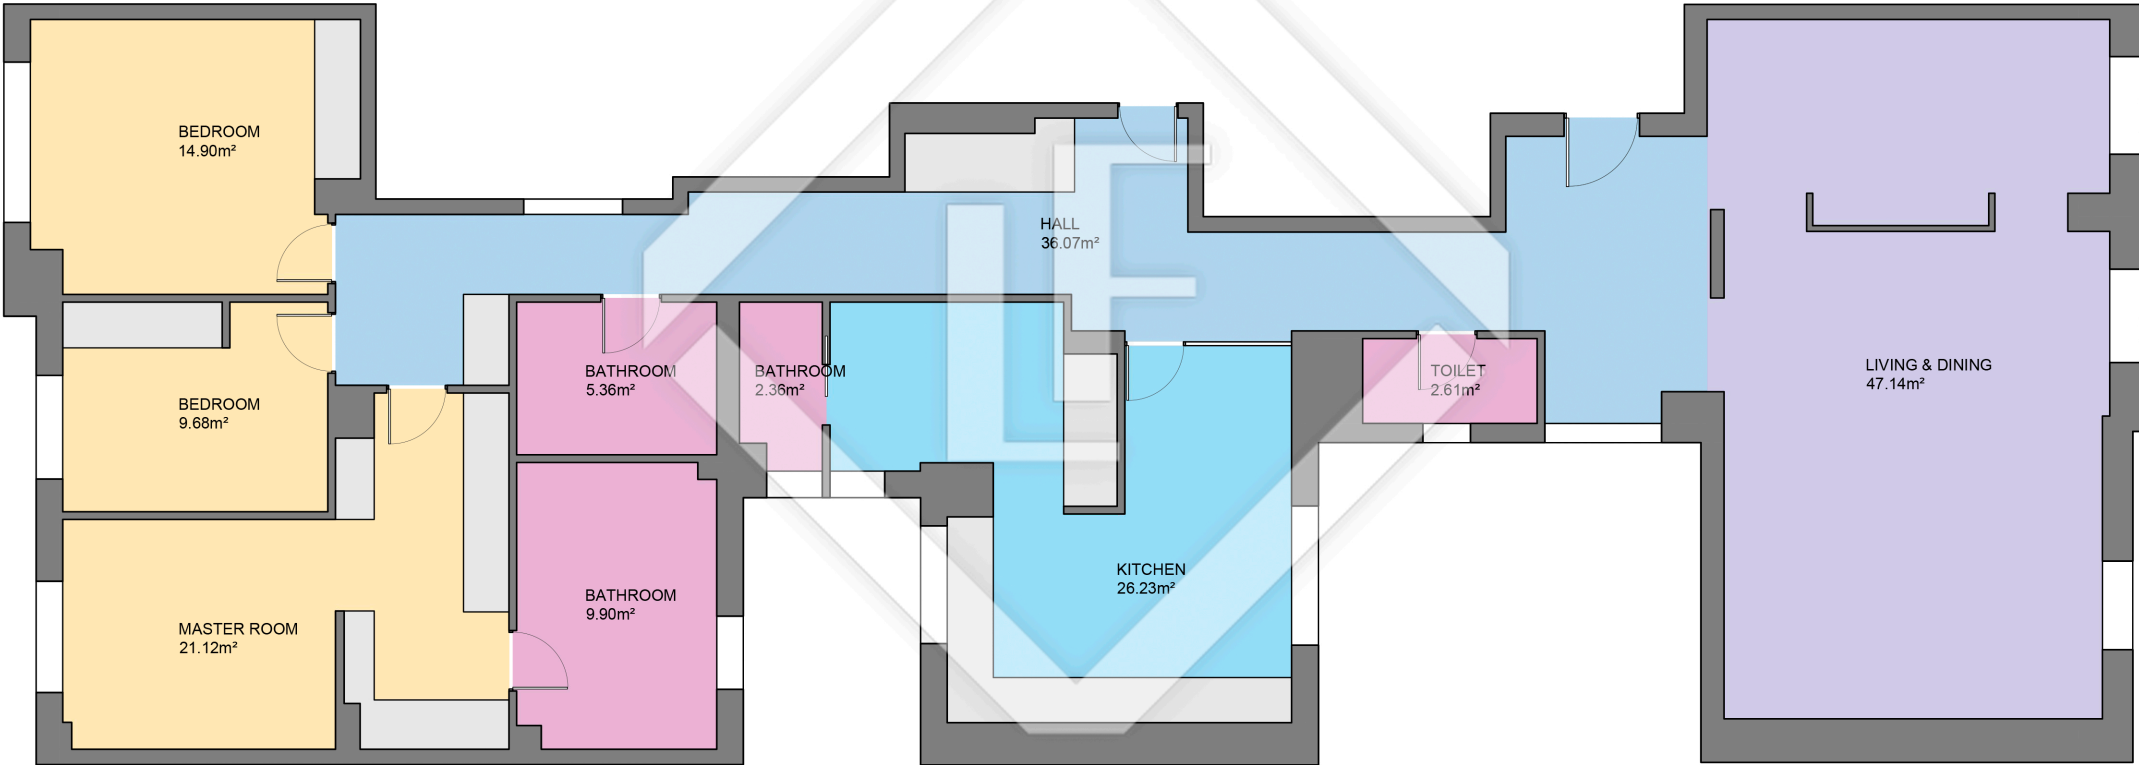 BEDROOM
14.90m²
HALL
36.07m²
BEDROOM
9.68m²
BATHROOM
5.36m²
BATHROOM
2.36m²
TOILET
2.61m²
LIVING & DINING
47.14m²
MASTER ROOM
21.12m²
BATHROOM
9.90m²
KITCHEN
26.23m²
LF